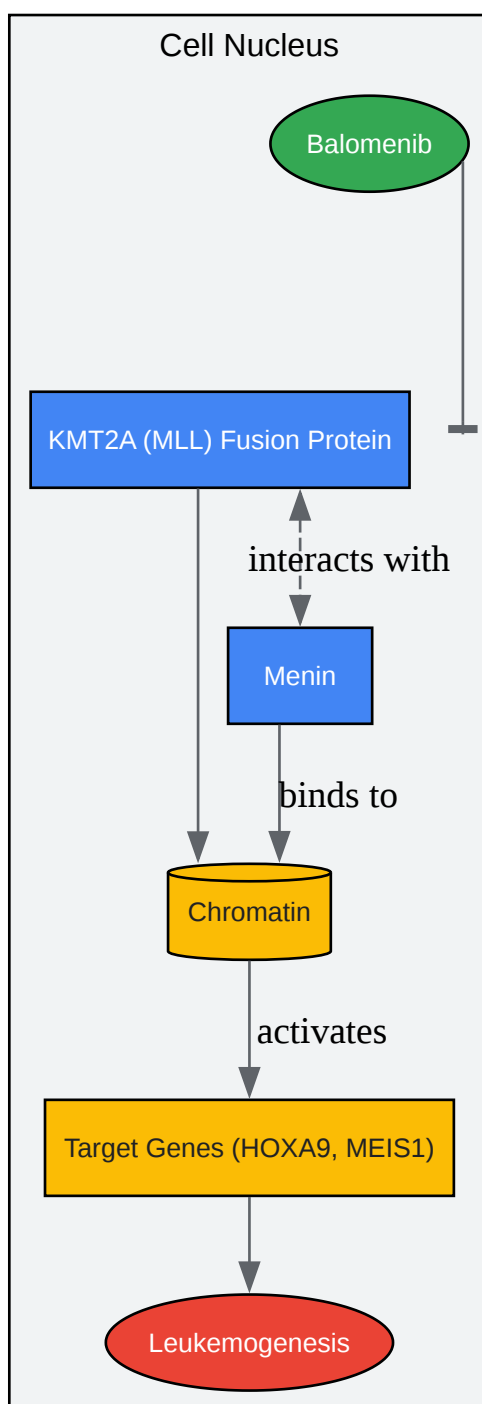 Cell Nucleus
Balomenib
KMT2A (MLL) Fusion Protein
interacts with
Menin
binds to
Chromatin
activates
Target Genes (HOXA9, MEIS1)
Leukemogenesis